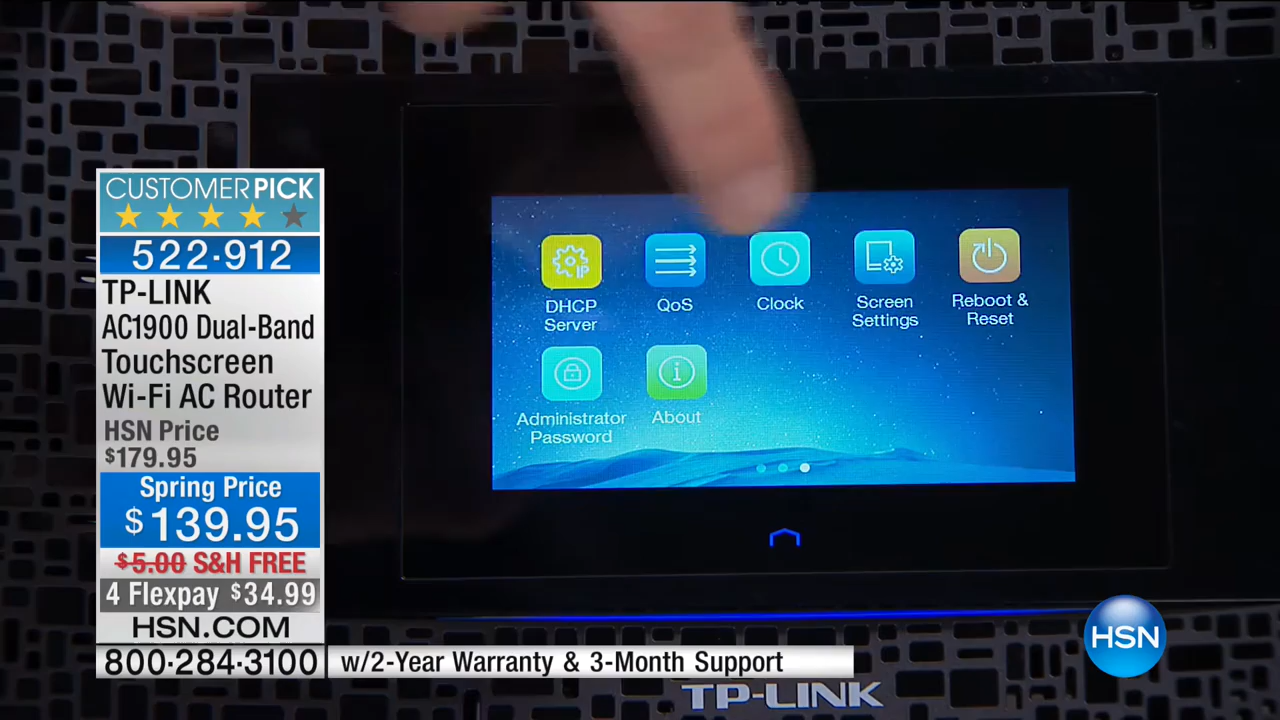 CUSTOMER PICK
522·912
TP-LINK
AC1900 Dual-Band
Touchscreen
Wi-Fi AC Router
HSN Price
$179.95
Spring Price
$139.95
$5.00 S&H FREE
4 Flexpay $34.99
HSN.COM
800·284·3100
w/2-Year Warranty & 3-Month Support
IP
DHCP
Server
QoS
Clock
Screen
Settings
Reboot &
Reset
Administrator
Password
About
HSN
TP-LINK